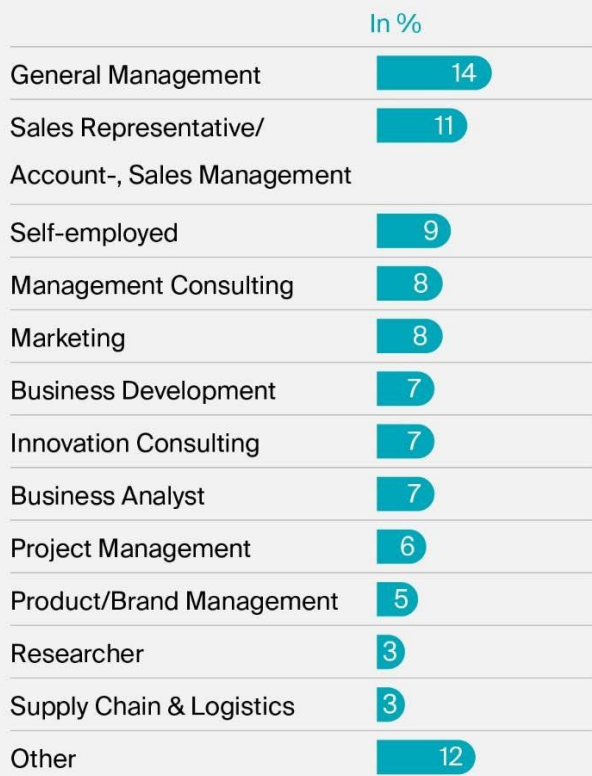 In %
General Management 14
Sales Representative/ 11
Account-, Sales Management
Self-employed 9
Management Consulting 8
Marketing 8
Business Development 7
Innovation Consulting 7
Business Analyst 7
Project Management 6
Product/Brand Management 5
Researcher 3
Supply Chain & Logistics 3
Other 12